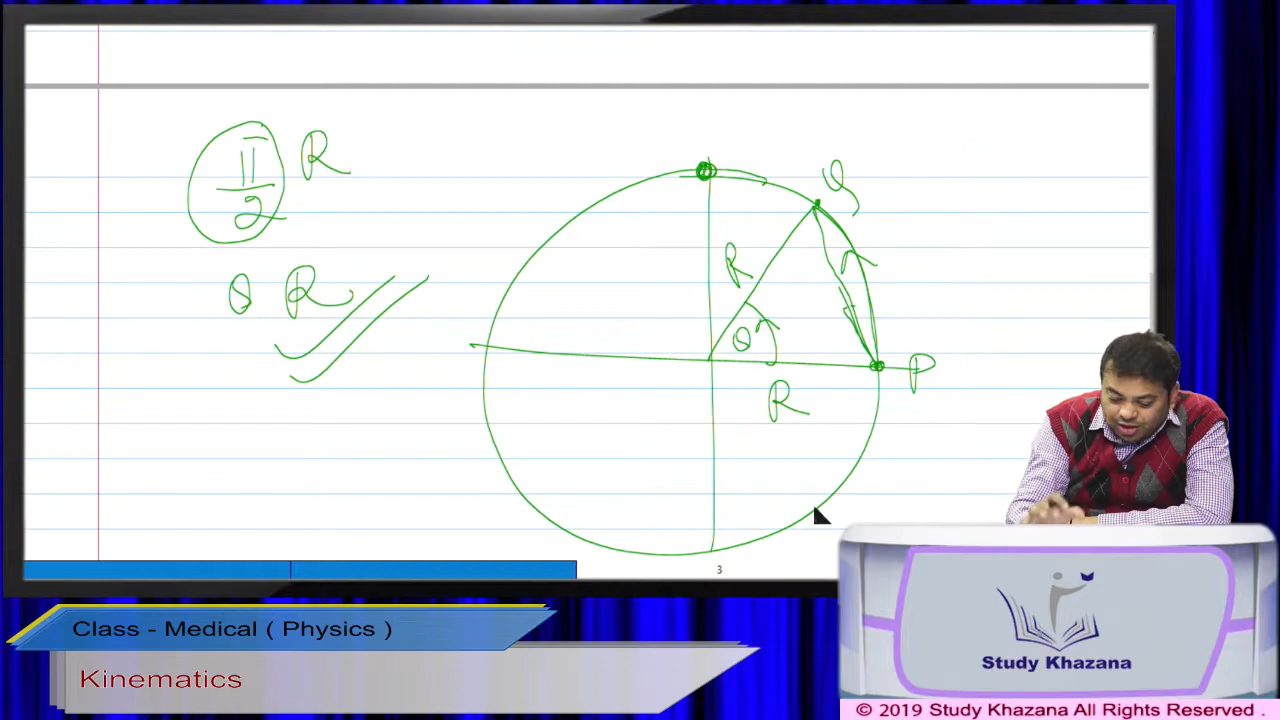 π/2 R
θ R
Q
R
θ
P
R
3
Class - Medical ( Physics )
Kinematics
Study Khazana
© 2019 Study Khazana All Rights Reserved .